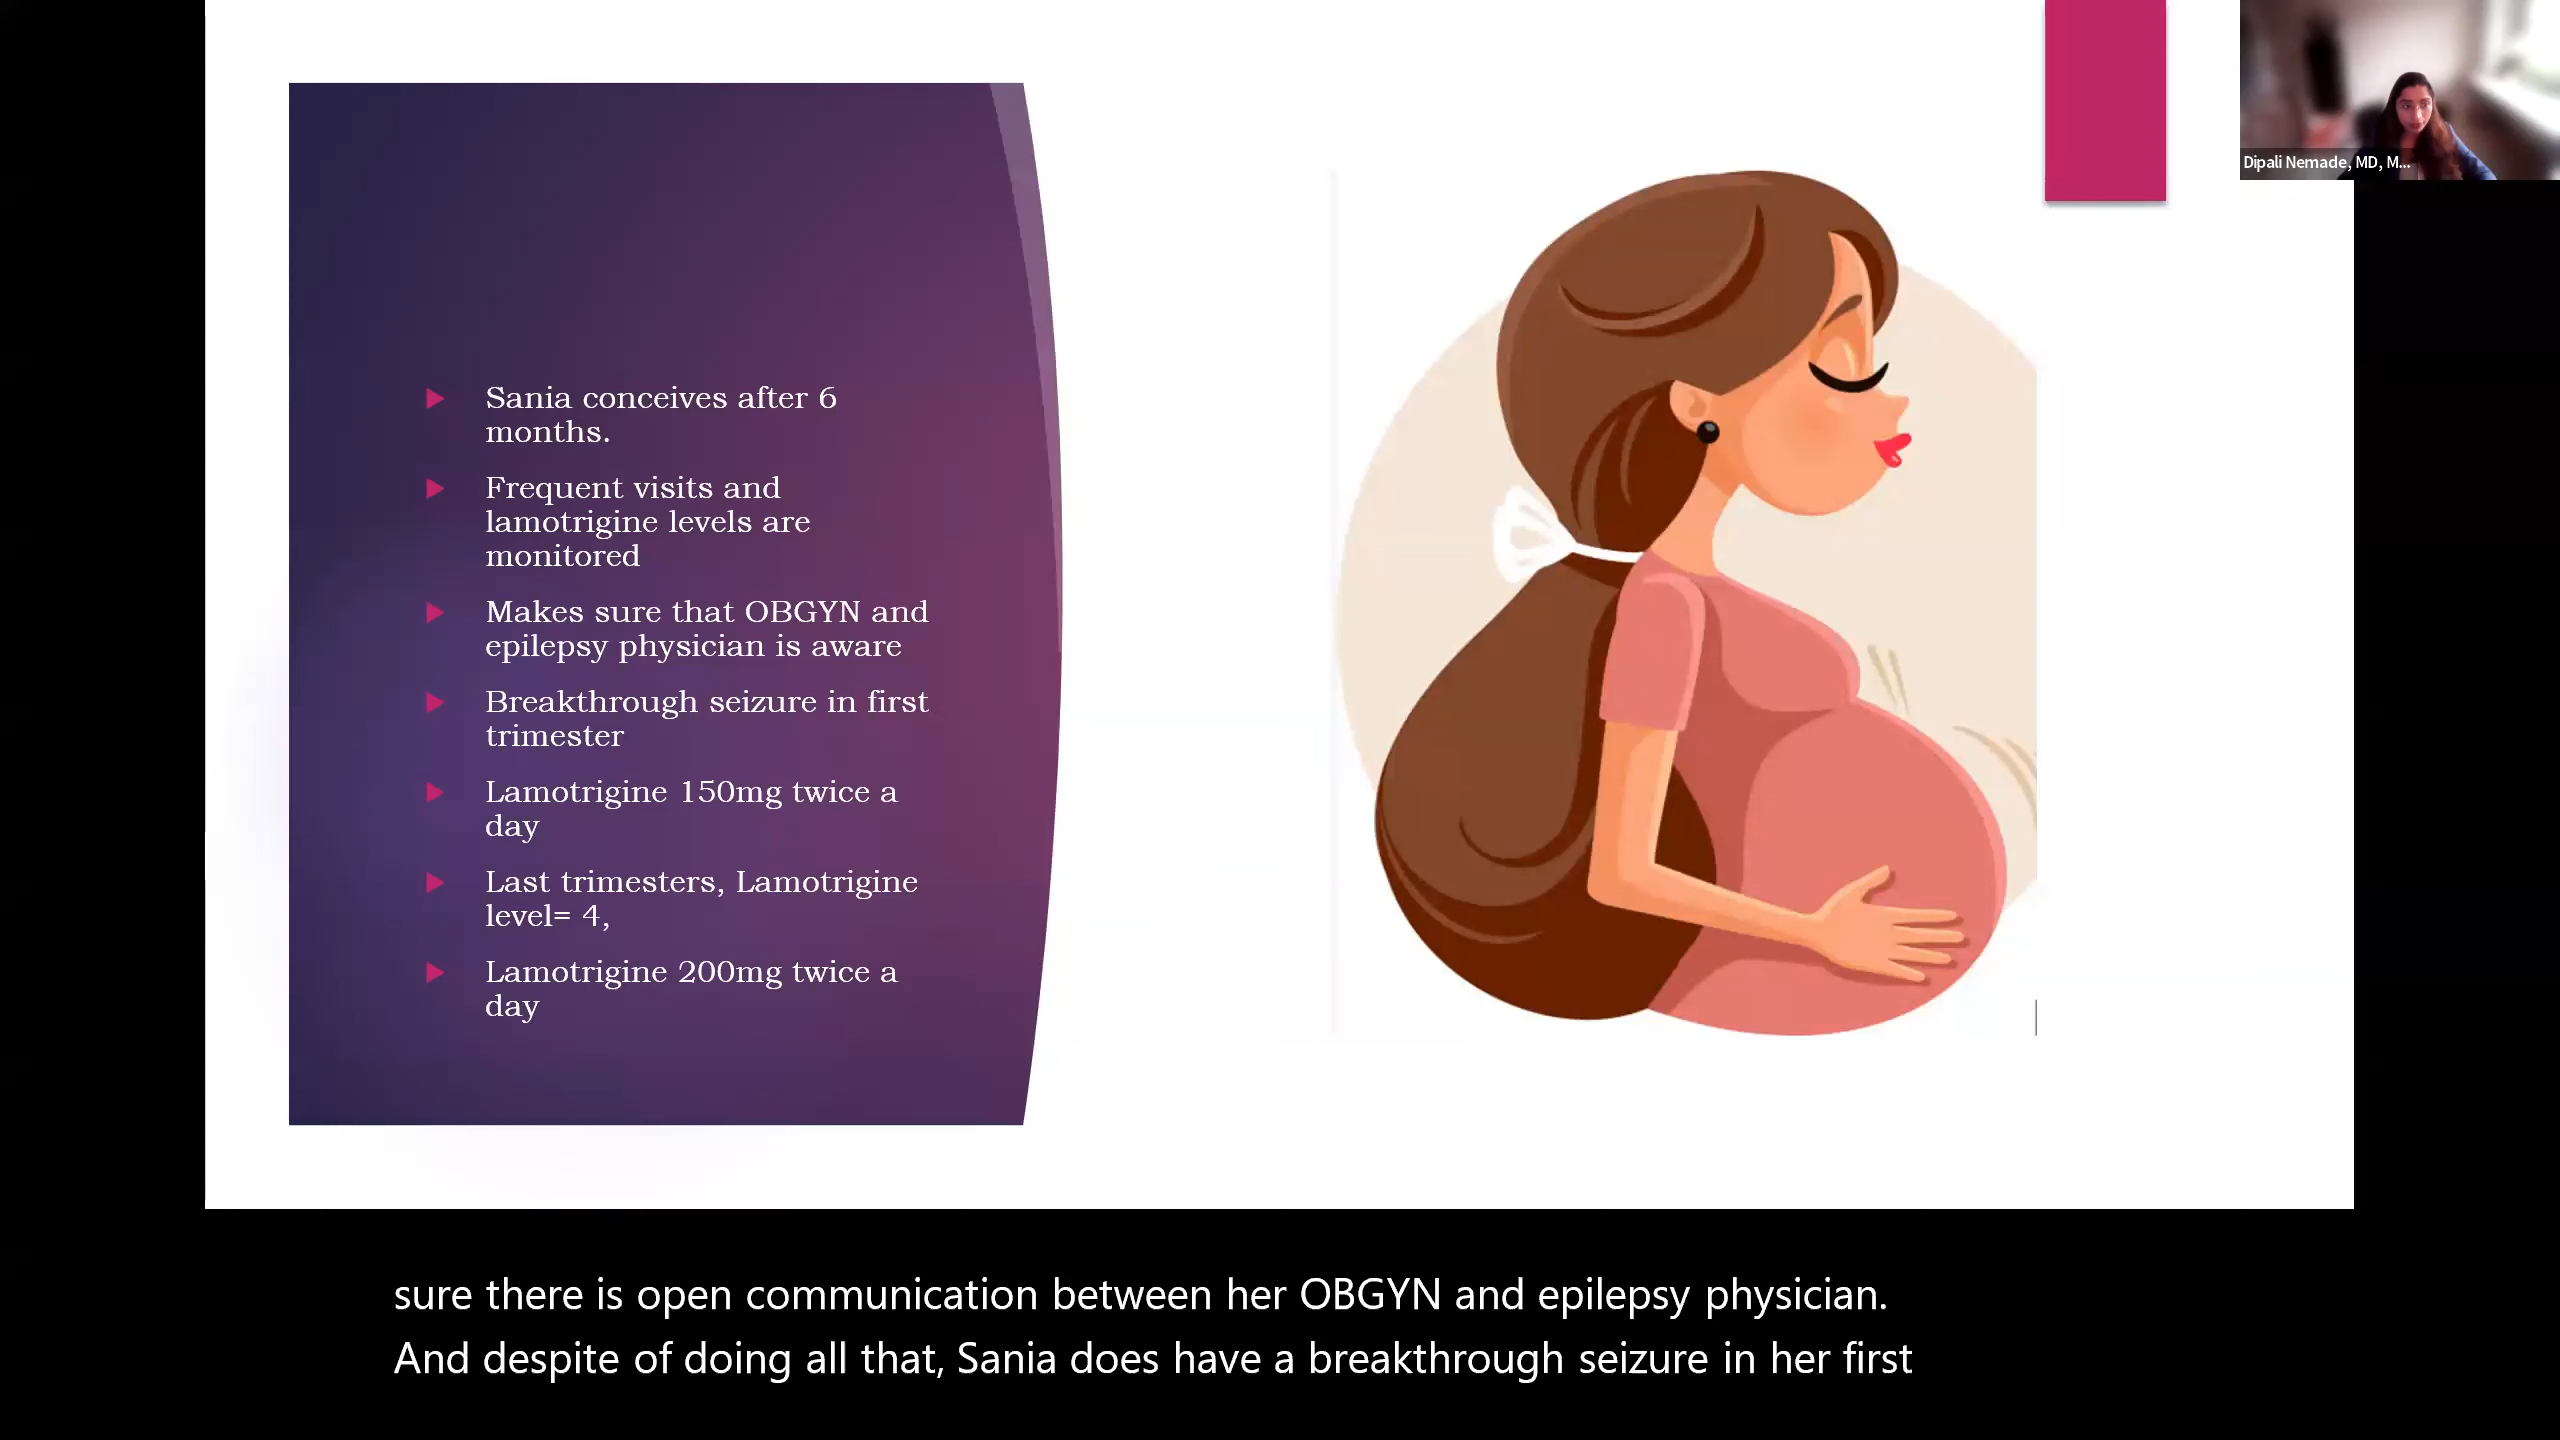 Dipali Nemade, MD, M...
Sania conceives after 6
months.
Frequent visits and
lamotrigine levels are
monitored
Makes sure that OBGYN and
epilepsy physician is aware
Breakthrough seizure in first
trimester
Lamotrigine 150mg twice a
day
Last trimesters, Lamotrigine
level= 4,
Lamotrigine 200mg twice a
day
sure there is open communication between her OBGYN and epilepsy physician.
And despite of doing all that, Sania does have a breakthrough seizure in her first